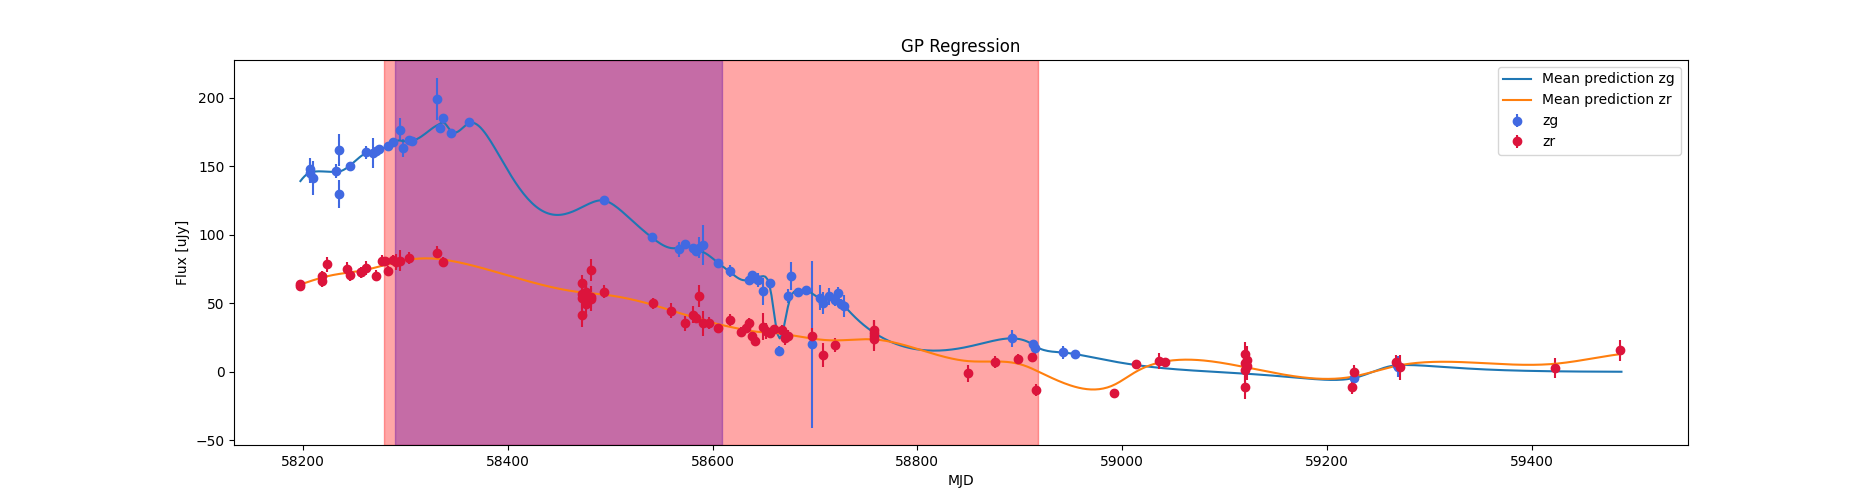 GP Regression
Flux [uJy]
200
150
100
50
0
−50
58200
58400
58600
58800
59000
59200
59400
MJD
Mean prediction zg
Mean prediction zr
zg
zr